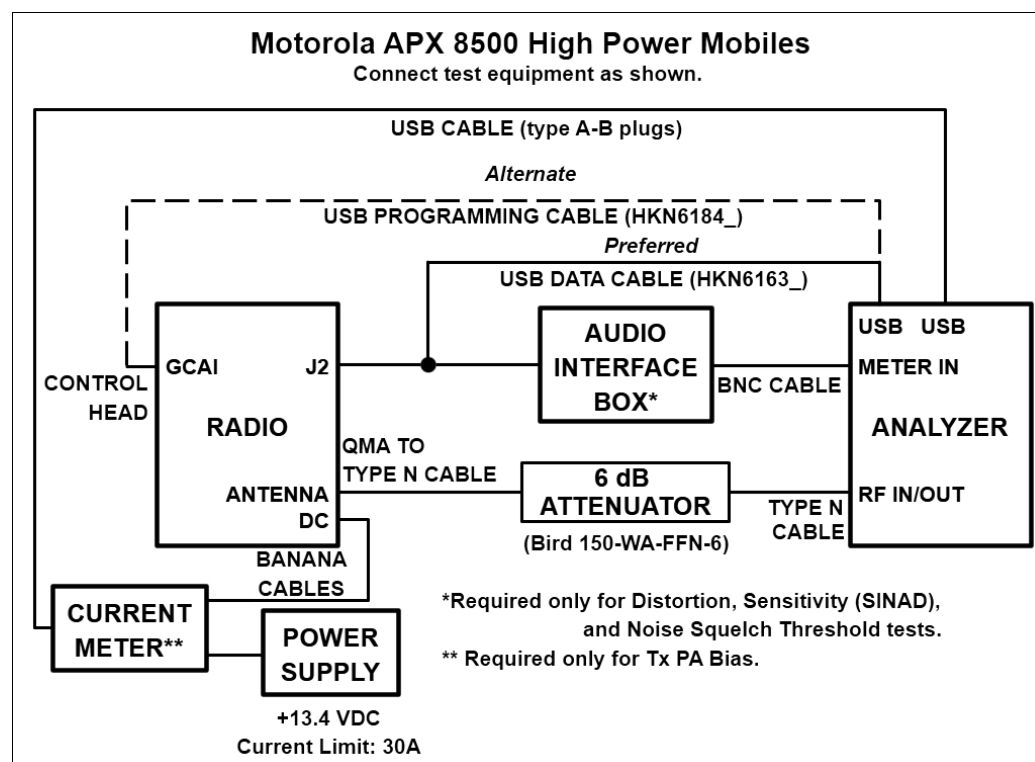 Motorola APX 8500 High Power Mobiles
Connect test equipment as shown.
USB CABLE (type A-B plugs)
Alternate
USB PROGRAMMING CABLE (HKN6184_)
Preferred
USB DATA CABLE (HKN6163_)
GCAI
J2
CONTROL
HEAD
RADIO
AUDIO
INTERFACE
BOX*
BNC CABLE
USB USB
METER IN
ANALYZER
QMA TO
TYPE N CABLE
ANTENNA
DC
6 dB
ATTENUATOR
(Bird 150-WA-FFN-6)
TYPE N
CABLE
RF IN/OUT
BANANA
CABLES
CURRENT
METER**
POWER
SUPPLY
+13.4 VDC
Current Limit: 30A
*Required only for Distortion, Sensitivity (SINAD),
and Noise Squelch Threshold tests.
** Required only for Tx PA Bias.